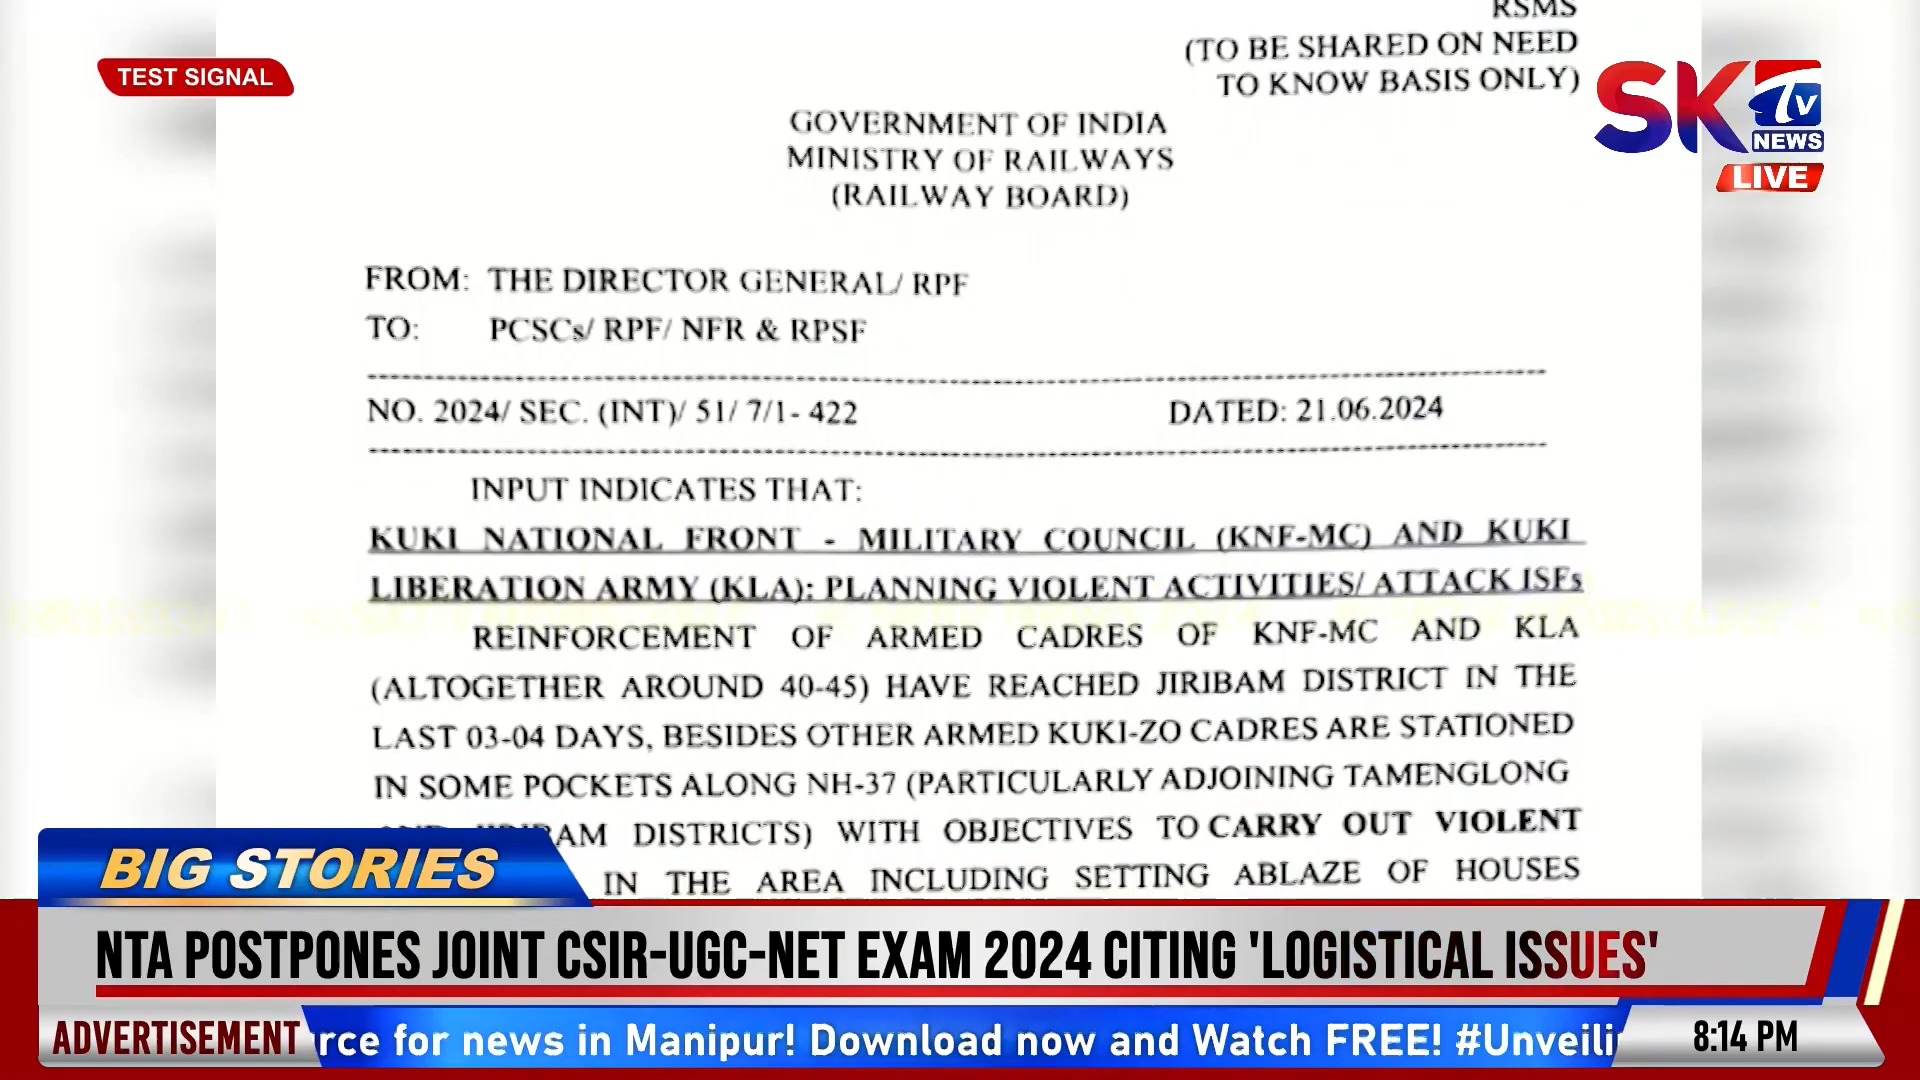 RSMS
(TO BE SHARED ON NEED
TO KNOW BASIS ONLY)
TEST SIGNAL
SK TV
NEWS
LIVE
GOVERNMENT OF INDIA
MINISTRY OF RAILWAYS
(RAILWAY BOARD)
FROM: THE DIRECTOR GENERAL/ RPF
TO: PCSCs/ RPF/ NFR & RPSF
NO. 2024/ SEC. (INT)/ 51/ 7/1- 422 DATED: 21.06.2024
INPUT INDICATES THAT:
KUKI NATIONAL FRONT - MILITARY COUNCIL (KNF-MC) AND KUKI
LIBERATION ARMY (KLA): PLANNING VIOLENT ACTIVITIES/ ATTACK ISFs
REINFORCEMENT OF ARMED CADRES OF KNF-MC AND KLA
(ALTOGETHER AROUND 40-45) HAVE REACHED JIRIBAM DISTRICT IN THE
LAST 03-04 DAYS, BESIDES OTHER ARMED KUKI-ZO CADRES ARE STATIONED
IN SOME POCKETS ALONG NH-37 (PARTICULARLY ADJOINING TAMENGLONG
AND JIRIBAM DISTRICTS) WITH OBJECTIVES TO CARRY OUT VIOLENT
IN THE AREA INCLUDING SETTING ABLAZE OF HOUSES
BIG STORIES
NTA POSTPONES JOINT CSIR-UGC-NET EXAM 2024 CITING 'LOGISTICAL ISSUES'
ADVERTISEMENT rce for news in Manipur! Download now and Watch FREE! #Unveili 8:14 PM